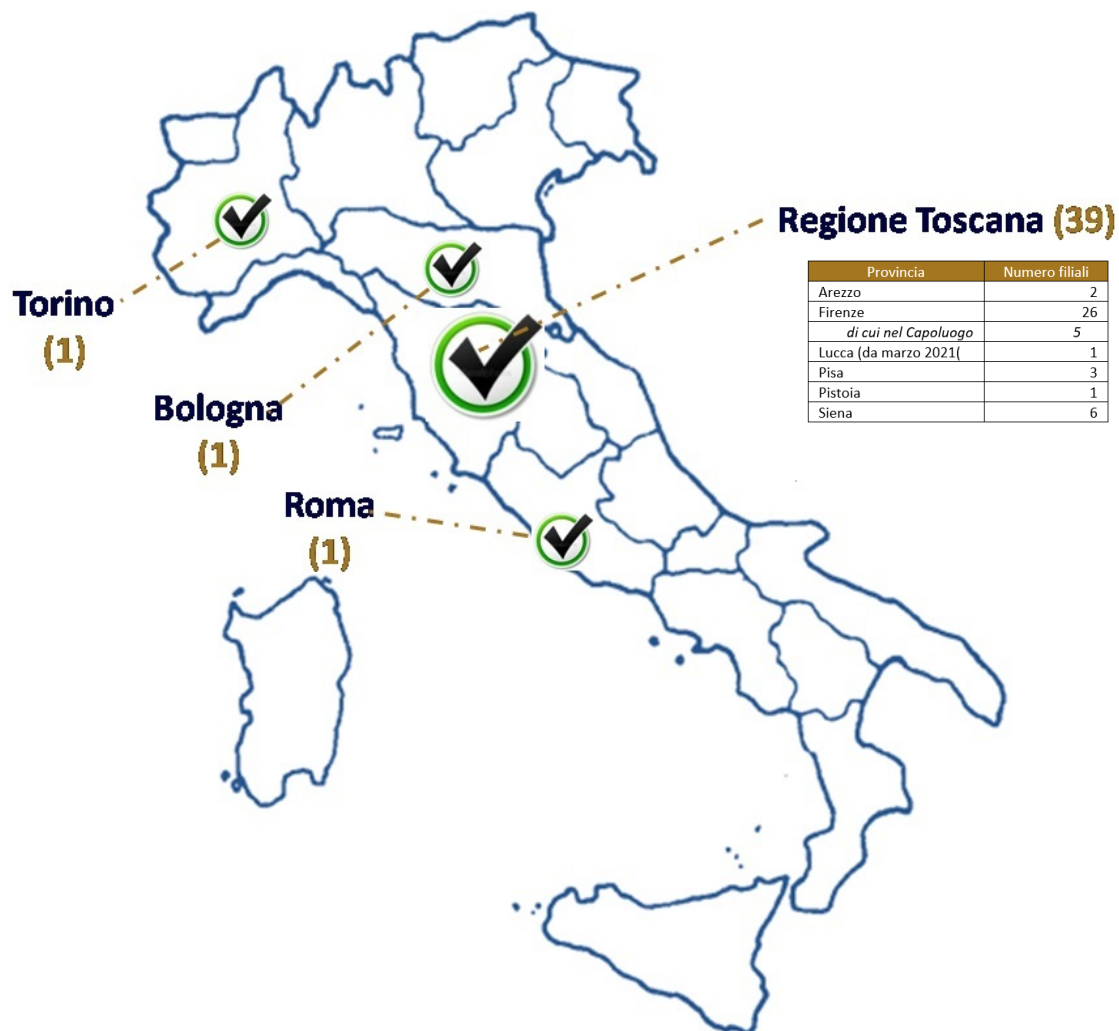 Regione Toscana (39)
Provincia Numero filiali
Arezzo 2
Firenze 26
di cui nel Capoluogo 5
Lucca (da marzo 2021( 1
Pisa 3
Pistoia 1
Siena 6
Torino
(1)
Bologna
(1)
Roma
(1)